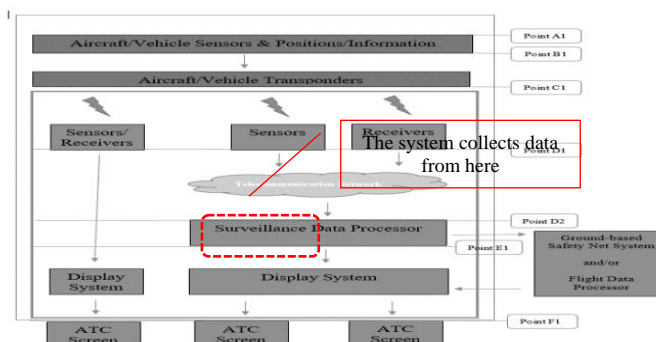 Aircraft/Vehicle Sensors & Positions/Information
Point A1
Point B1
Aircraft/Vehicle Transponders
Point C1
Sensors/
Receivers
Sensors
Receivers
The system collects data
from here
Point D1
Telecommunication Network
Point D2
Surveillance Data Processor
Point E1
Ground-based
Safety Net System
and/or
Flight Data
Processor
Display
System
Display System
Point F1
ATC
Screen
ATC
Screen
ATC
Screen